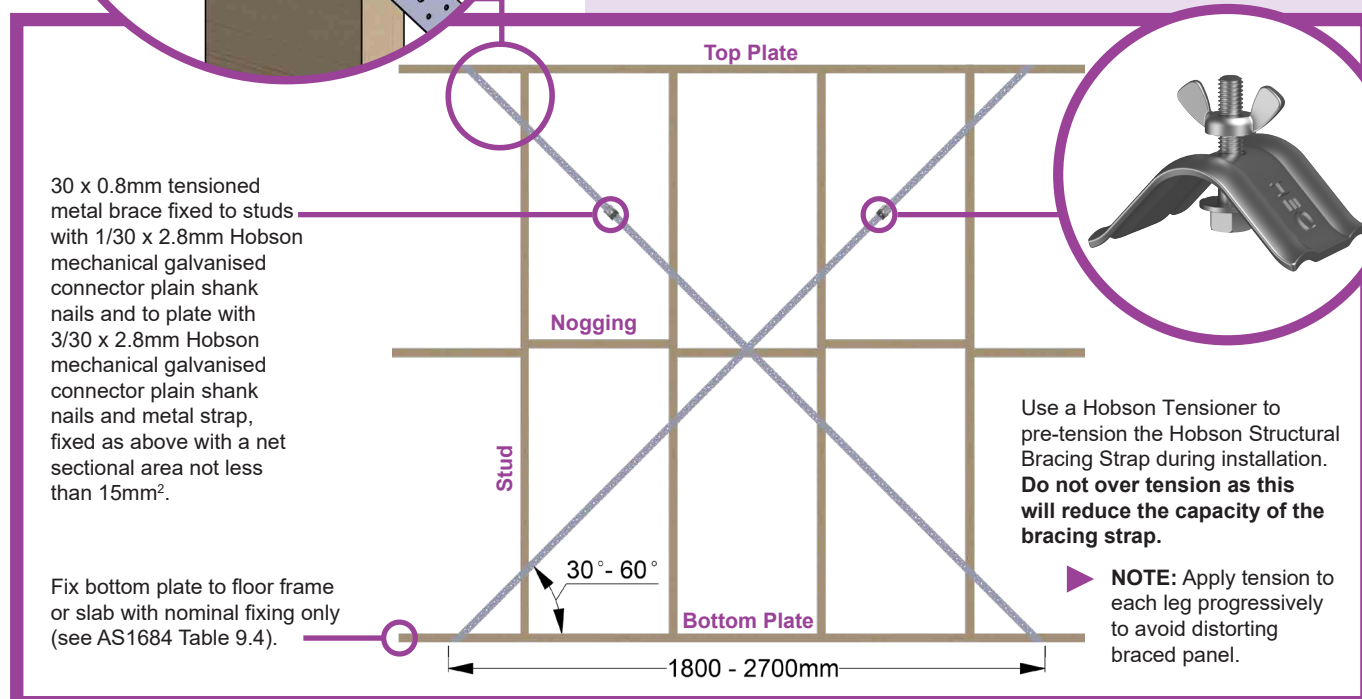 Top Plate
30 x 0.8mm tensioned
metal brace fixed to studs
with 1/30 x 2.8mm Hobson
mechanical galvanised
connector plain shank
nails and to plate with
3/30 x 2.8mm Hobson
mechanical galvanised
connector plain shank
nails and metal strap,
fixed as above with a net
sectional area not less
than 15mm².
Nogging
Stud
Fix bottom plate to floor frame
or slab with nominal fixing only
(see AS1684 Table 9.4).
30°- 60°
Bottom Plate
1800 - 2700mm
Use a Hobson Tensioner to
pre-tension the Hobson Structural
Bracing Strap during installation.
Do not over tension as this
will reduce the capacity of the
bracing strap.
NOTE: Apply tension to
each leg progressively
to avoid distorting
braced panel.